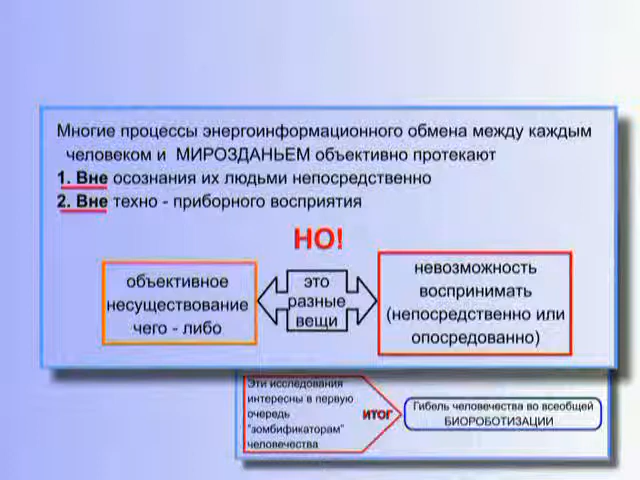 Многие процессы энергоинформационного обмена между каждым
человеком и МИРОЗДАНЬЕМ объективно протекают
1. Вне осознания их людьми непосредственно
2. Вне техно - приборного восприятия
НО!
объективное
несуществование
чего - либо
это
разные
вещи
невозможность
воспринимать
(непосредственно или
опосредованно)
Эти исследования
интересны в первую
очередь
"зомбификаторам"
человечества
ИТОГ
Гибель человечества во всеобщей
БИОРОБОТИЗАЦИИ